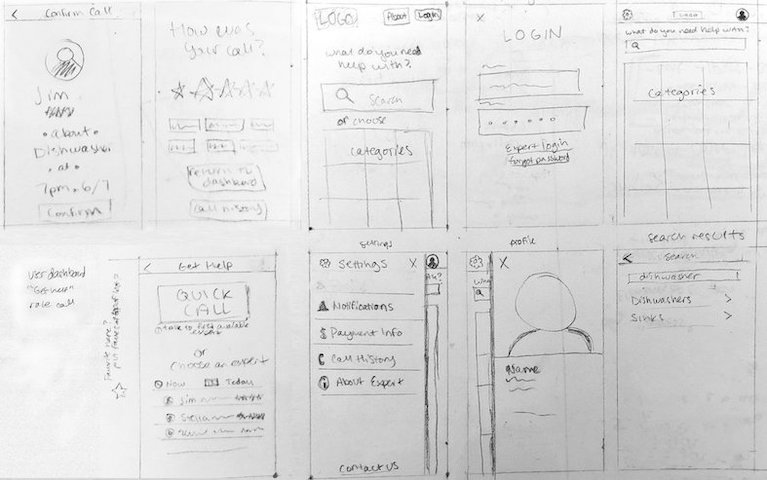 < Confirm Call
Jim
• about •
Dishwasher
• at •
7pm, 6/7
Confirm
How was
your call?
return to
dashboard
Call History
LOGO
About
Login
what do you need
help with?
Search
or choose
Categories
X
LOGIN
Expert login
forgot password
what do you need help with?
Categories
user dashboard
"Get help"
rate call
Favorite here?
< Get Help
QUICK
CALL
talk to first available
or
choose an expert
Now
Today
Jim
Stella
settings
Settings X
Notifications
$ Payment Info
Call History
About Expert
Contact Us
profile
X
Name
search results
< Search
dishwasher
Dishwashers >
Sinks >